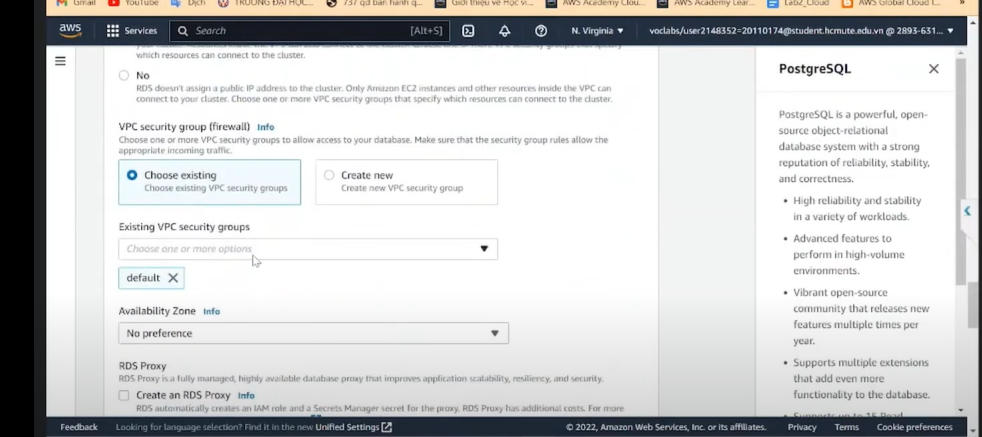 Gmail
YouTube
Dịch
TRƯỜNG ĐẠI HỌC...
737 qd ban hành q...
Giới thiệu về Học vi...
AWS Academy Clou...
AWS Academy Lear...
Lab2_Cloud
AWS Global Cloud I...
aws
Services
Search
[Alt+S]
N. Virginia
voclabs/user2148352=20110174@student.hcmute.edu.vn @ 2893-631...
which resources can connect to the cluster.
No
RDS doesn't assign a public IP address to the cluster. Only Amazon EC2 instances and other resources inside the VPC can
connect to your cluster. Choose one or more VPC security groups that specify which resources can connect to the cluster.
VPC security group (firewall) Info
Choose one or more VPC security groups to allow access to your database. Make sure that the security group rules allow the
appropriate incoming traffic.
Choose existing
Choose existing VPC security groups
Create new
Create new VPC security group
Existing VPC security groups
Choose one or more options
default
Availability Zone Info
No preference
RDS Proxy
RDS Proxy is a fully managed, highly available database proxy that improves application scalability, resiliency, and security.
Create an RDS Proxy Info
RDS automatically creates an IAM role and a Secrets Manager secret for the proxy. RDS Proxy has additional costs. For more
PostgreSQL
PostgreSQL is a powerful, open-
source object-relational
database system with a strong
reputation of reliability, stability,
and correctness.
• High reliability and stability
in a variety of workloads.
• Advanced features to
perform in high-volume
environments.
• Vibrant open-source
community that releases new
features multiple times per
year.
• Supports multiple extensions
that add even more
functionality to the database.
• Supports up to 15 Read
Feedback
Looking for language selection? Find it in the new Unified Settings
© 2022, Amazon Web Services, Inc. or its affiliates.
Privacy
Terms
Cookie preferences